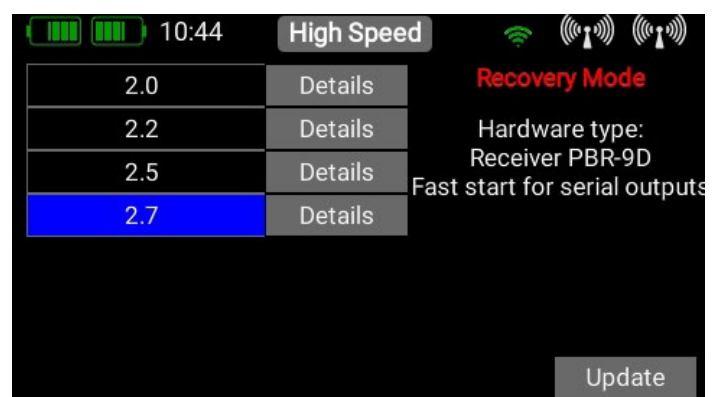 10:44 High Speed
2.0 Details
2.2 Details
2.5 Details
2.7 Details
Recovery Mode
Hardware type:
Receiver PBR-9D
Fast start for serial outputs
Update